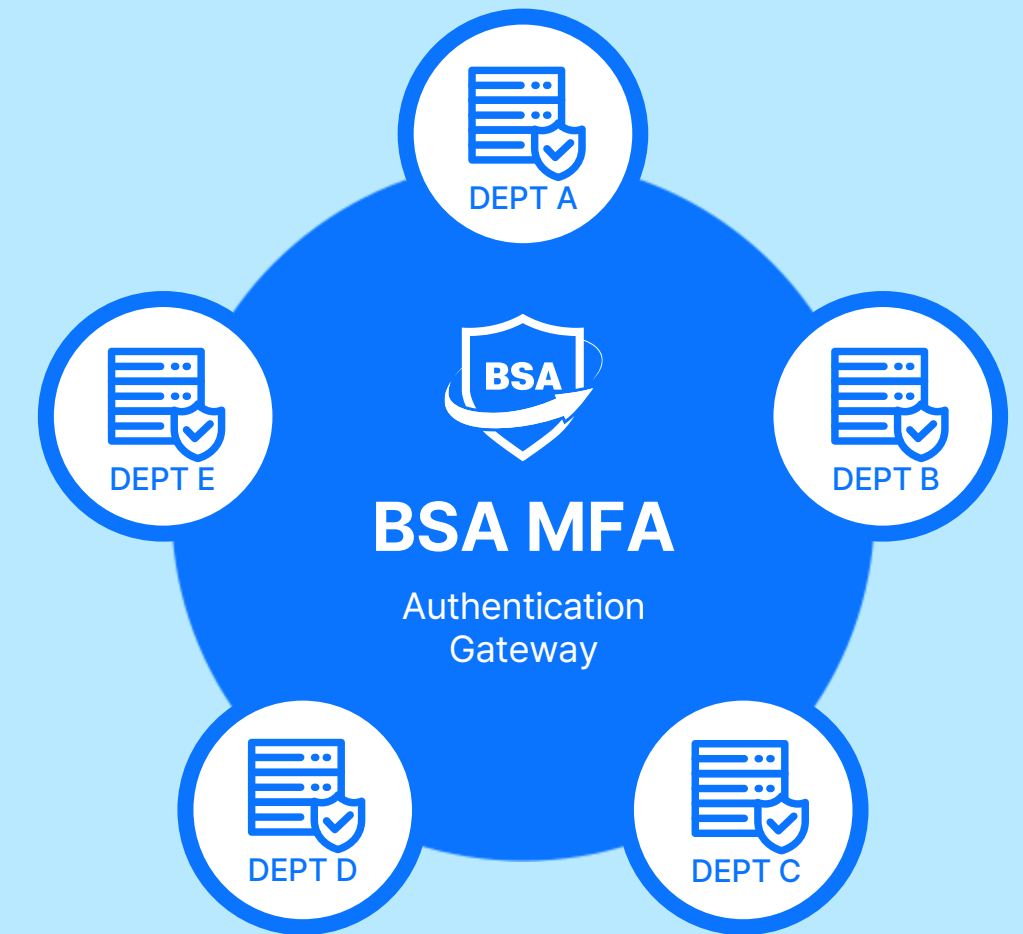 DEPT A
BSA
DEPT E
DEPT B
BSA MFA
Authentication
Gateway
DEPT D
DEPT C